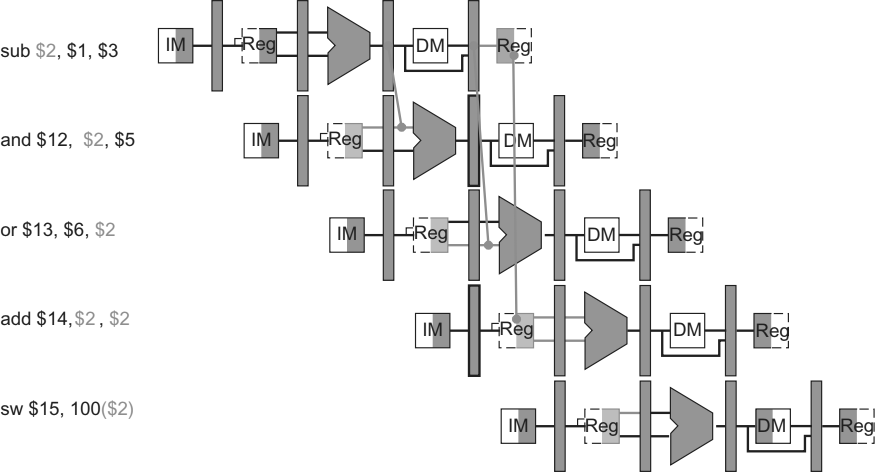 sub $2, $1, $3 IM Reg DM Reg
and $12, $2, $5 IM Reg DM Reg
or $13, $6, $2 IM Reg DM Reg
add $14,$2 , $2 IM Reg DM Reg
sw $15, 100($2) IM Reg DM Reg